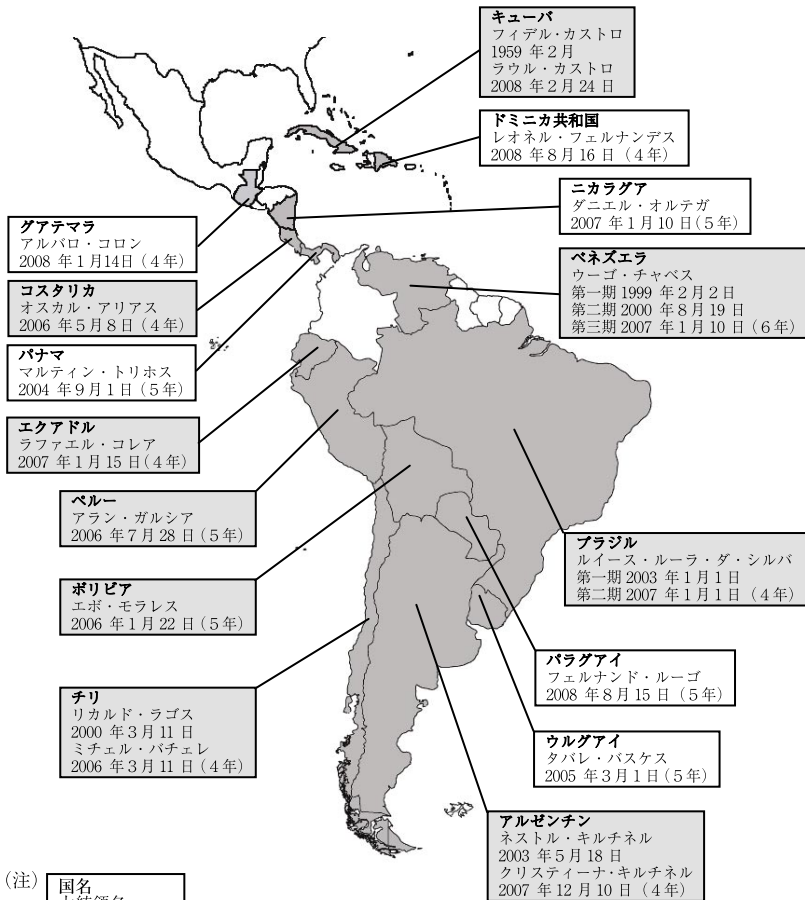 キューバ
フィデル・カストロ
1959 年２月
ラウル・カストロ
2008 年２月 24 日
ドミニカ共和国
レオネル・フェルナンデス
2008 年８月 16 日（４年）
ニカラグア
ダニエル・オルテガ
2007 年１月 10 日（５年）
グアテマラ
アルバロ・コロン
2008 年１月14日（４年）
ベネズエラ
ウーゴ・チャベス
第一期 1999 年２月２日
第二期 2000 年８月 19 日
第三期 2007 年１月 10 日（６年）
コスタリカ
オスカル・アリアス
2006 年５月８日（４年）
パナマ
マルティン・トリホス
2004 年９月１日（５年）
エクアドル
ラファエル・コレア
2007 年１月 15 日（４年）
ペルー
アラン・ガルシア
2006 年７月 28 日（５年）
ブラジル
ルイース・ルーラ・ダ・シルバ
第一期 2003 年１月１日
第二期 2007 年１月１日（４年）
ボリビア
エボ・モラレス
2006 年１月 22 日（５年）
パラグアイ
フェルナンド・ルーゴ
2008 年８月 15 日（５年）
チリ
リカルド・ラゴス
2000 年３月 11 日
ミチェル・バチェレ
2006 年３月 11 日（４年）
ウルグアイ
タバレ・バスケス
2005 年３月１日（５年）
アルゼンチン
ネストル・キルチネル
2003 年５月 18 日
クリスティーナ・キルチネル
2007 年 12 月 10 日（４年）
（注）
国名